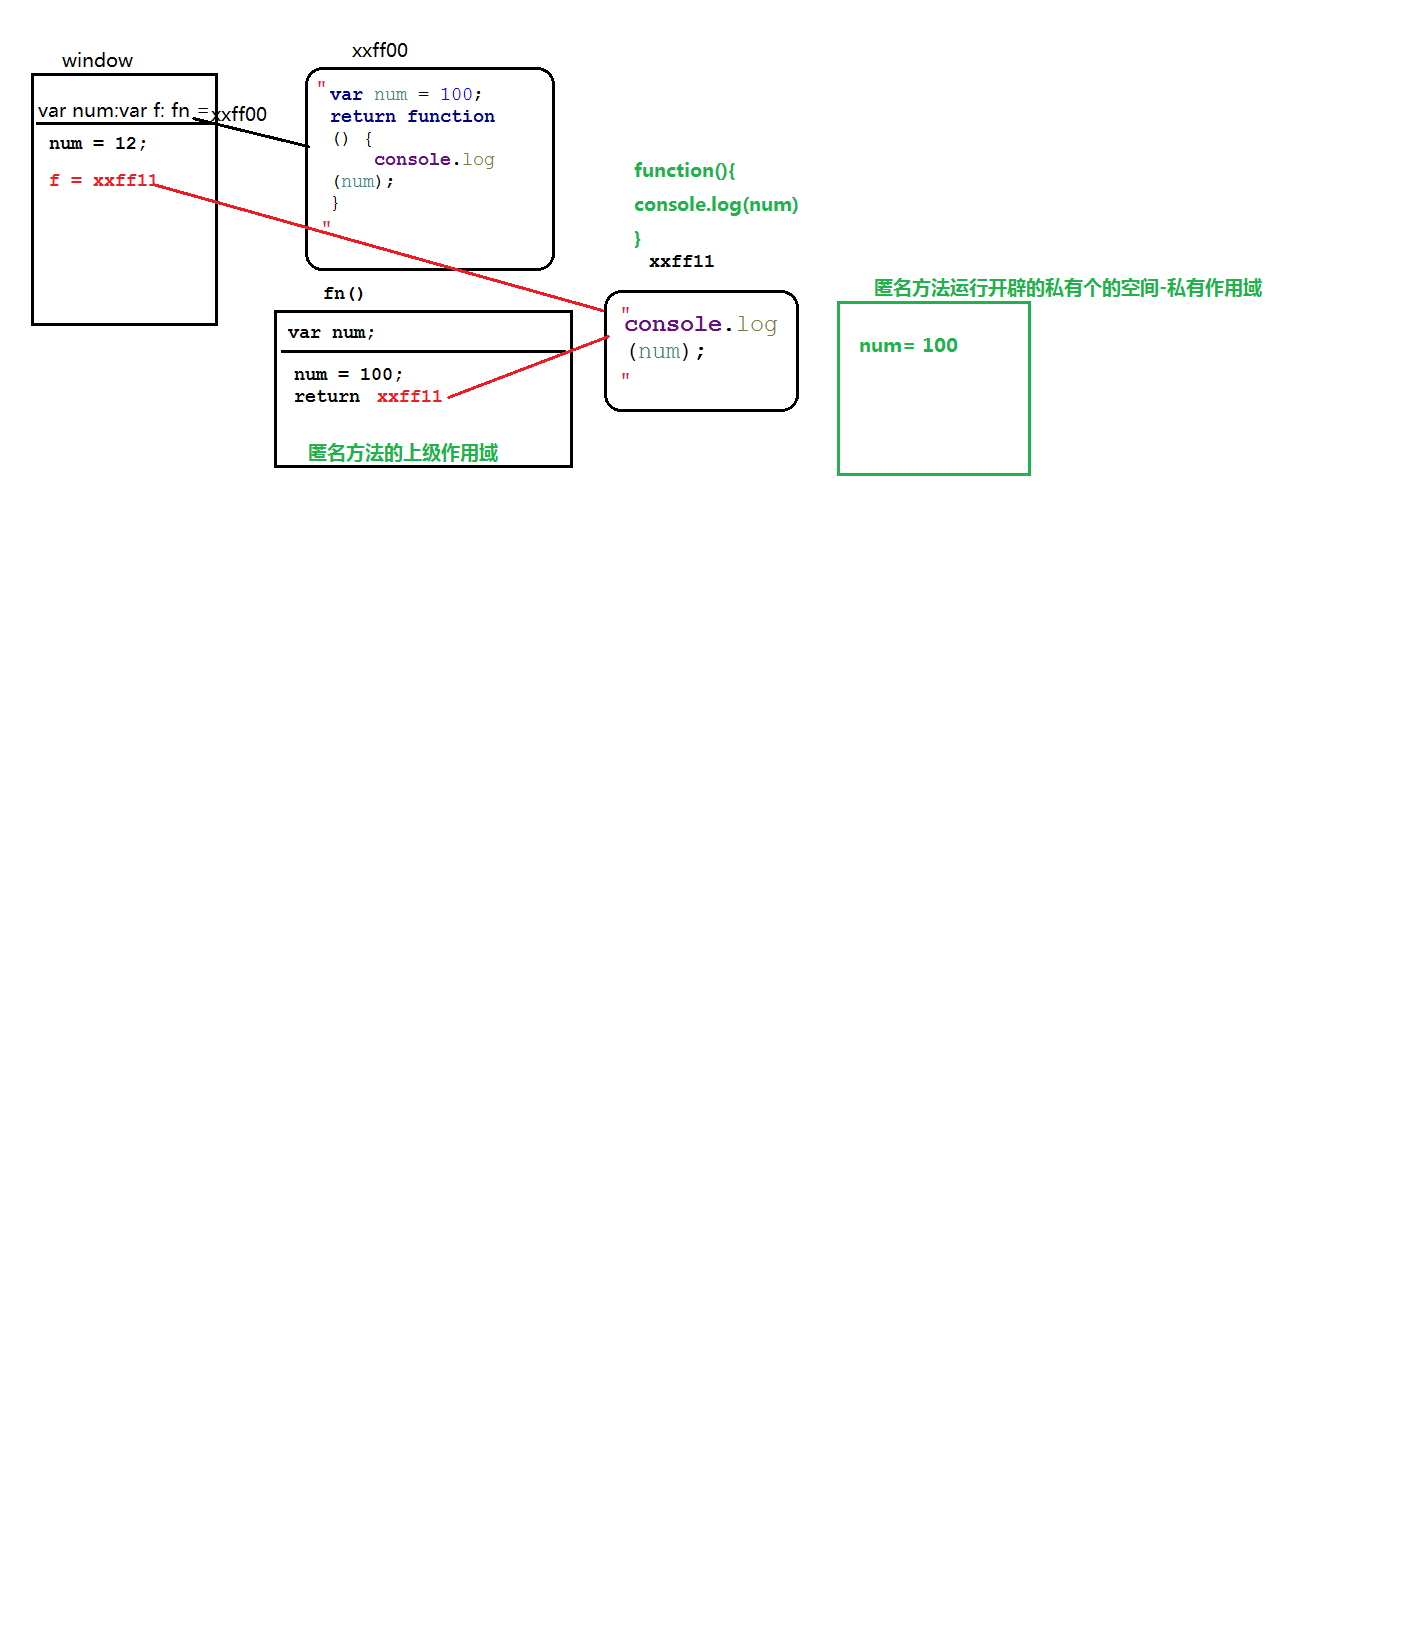 window
var num:var f: fn =xxff00
num = 12;
f = xxff11
xxff00
"
var num = 100;
return function
() {
console.log
(num);
}
"
fn()
var num;
num = 100;
return xxff11
匿名方法的上级作用域
function(){
console.log(num)
}
xxff11
"
console.log
(num);
"
匿名方法运行开辟的私有个的空间-私有作用域
num= 100